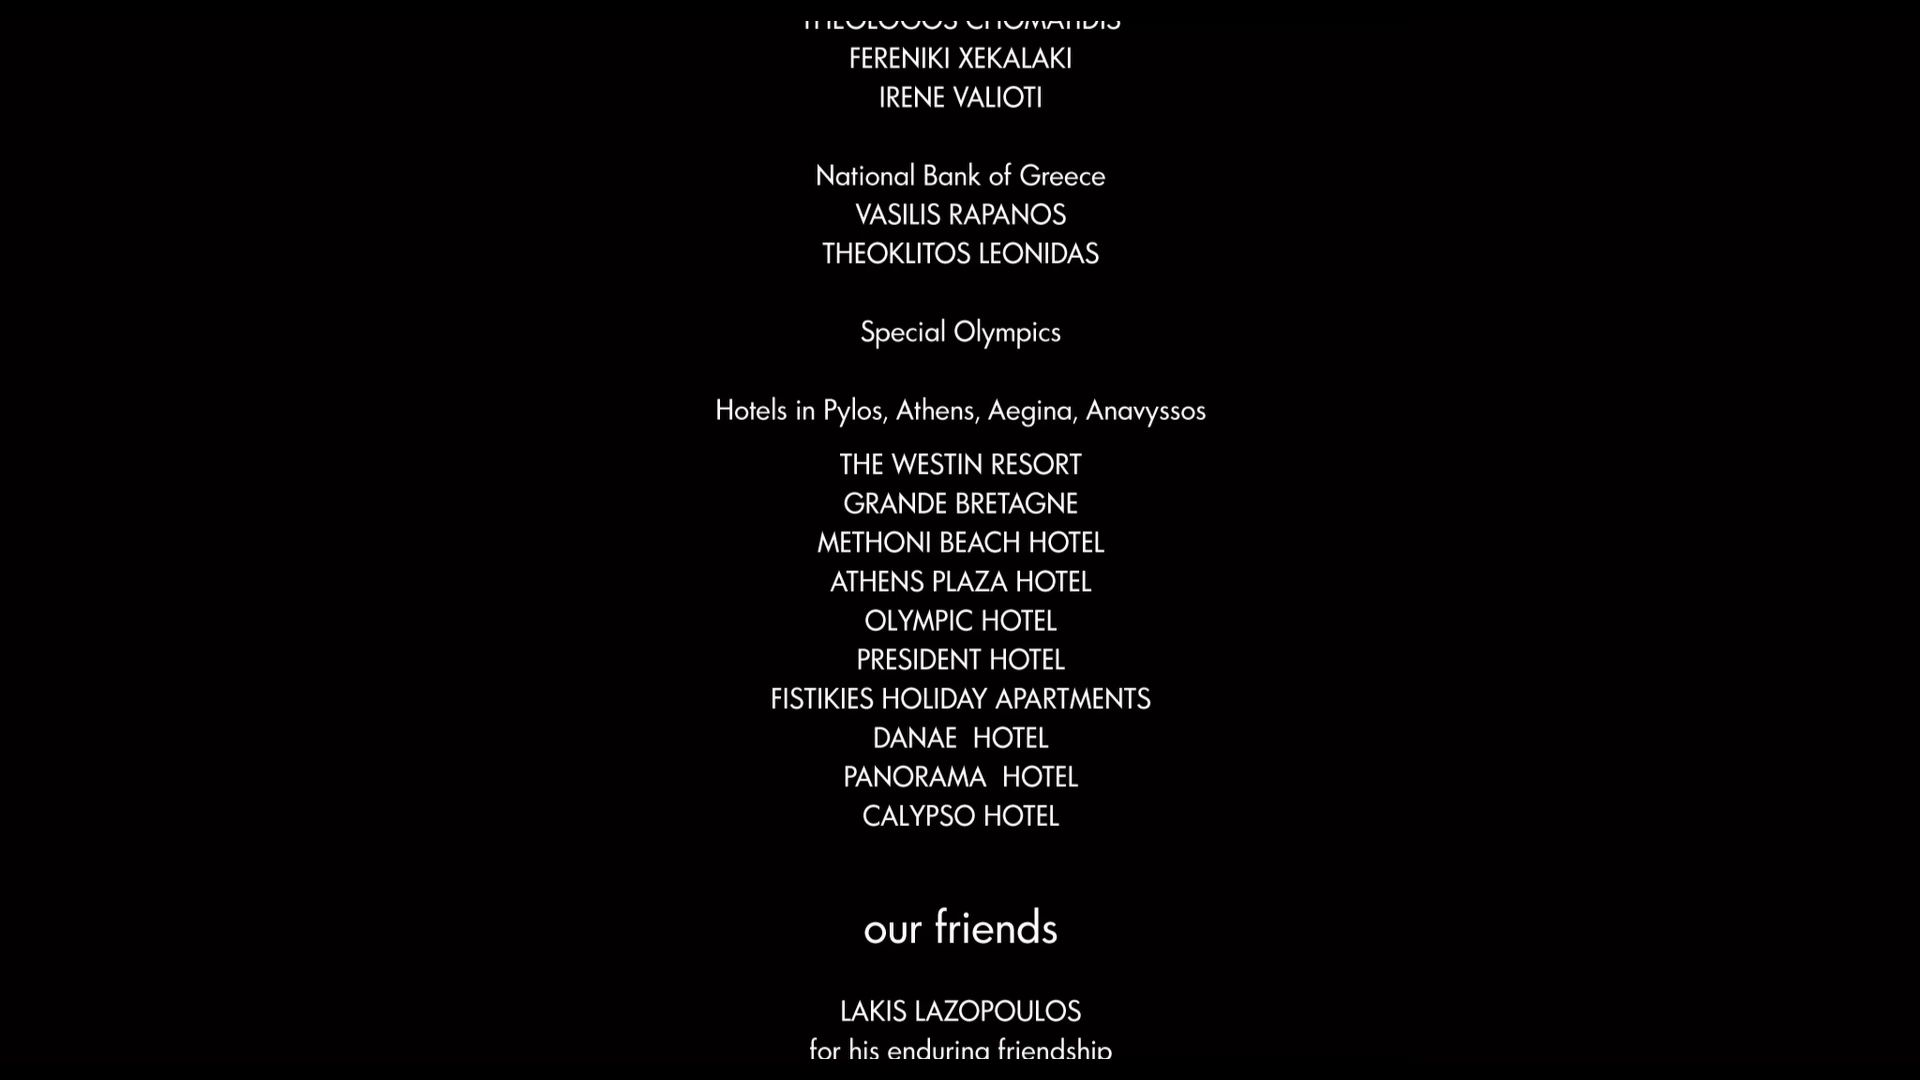 THEOLOGOS CHOMATIDIS
FERENIKI XEKALAKI
IRENE VALIOTI
National Bank of Greece
VASILIS RAPANOS
THEOKLITOS LEONIDAS
Special Olympics
Hotels in Pylos, Athens, Aegina, Anavyssos
THE WESTIN RESORT
GRANDE BRETAGNE
METHONI BEACH HOTEL
ATHENS PLAZA HOTEL
OLYMPIC HOTEL
PRESIDENT HOTEL
FISTIKIES HOLIDAY APARTMENTS
DANAE HOTEL
PANORAMA HOTEL
CALYPSO HOTEL
our friends
LAKIS LAZOPOULOS
for his enduring friendship